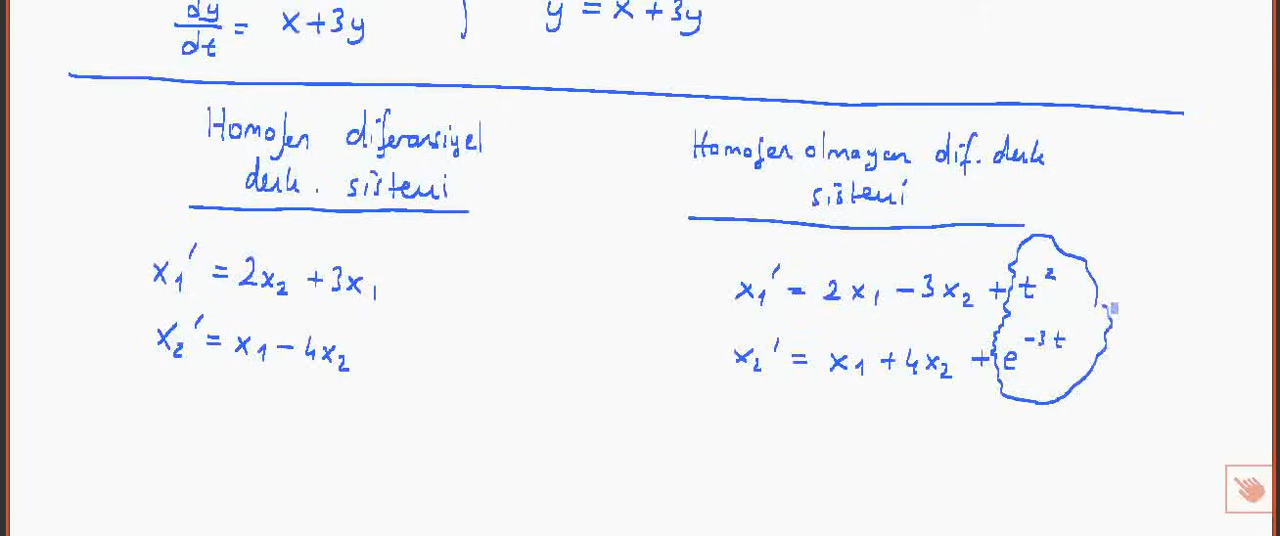 dy/dt = x+3y } y = x+3y
Homojen diferansiyel
denk. sistemi
x₁' = 2x₂ + 3x₁
x₂' = x₁ - 4x₂
Homojen olmayan dif. denk
sistemi
x₁' = 2x₁ - 3x₂ + t²
x₂' = x₁ + 4x₂ + e^-3t